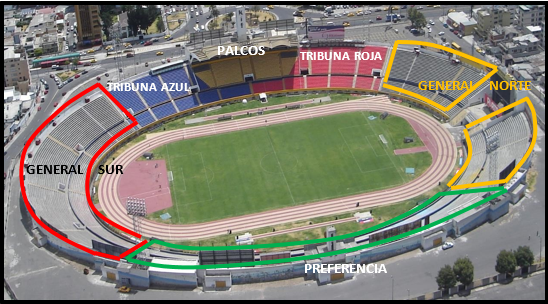 PALCOS
TRIBUNA ROJA
TRIBUNA AZUL
GENERAL NORTE
GENERAL SUR
PREFERENCIA